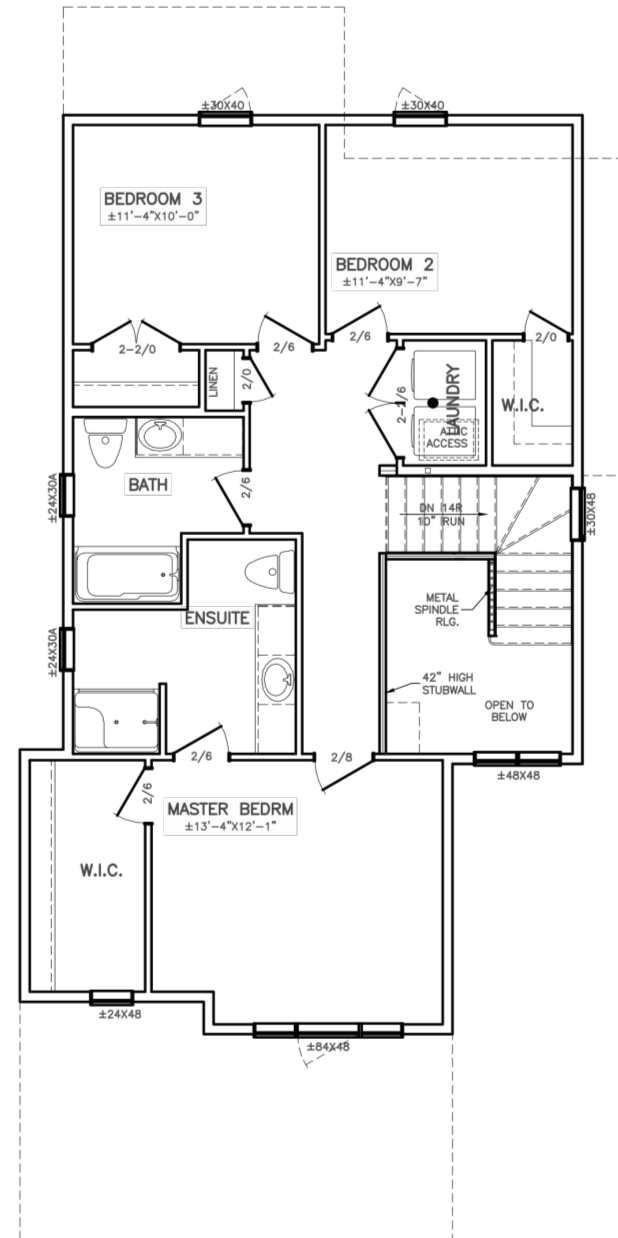 ±30X40
±30X40
BEDROOM 3
±11'-4"X10'-0"
BEDROOM 2
±11'-4"X9'-7"
2-2/0
2/6
2/6
2/0
LINEN
2/0
2-2/6
LAUNDRY
ATTIC
ACCESS
W.I.C.
±24X30A
BATH
2/6
DN 14R
10" RUN
±30X48
METAL
SPINDLE
RLG.
ENSUITE
±24X30A
42" HIGH
STUBWALL
OPEN TO
BELOW
2/6
2/8
±48X48
2/6
MASTER BEDRM
±13'-4"X12'-1"
W.I.C.
±24X48
±84X48